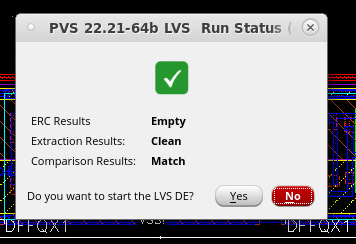 PVS 22.21-64b LVS Run Status (
ERC Results Empty
Extraction Results: Clean
Comparison Results: Match
Do you want to start the LVS DE? Yes No
DFFQX1 VSS! DFFQX1